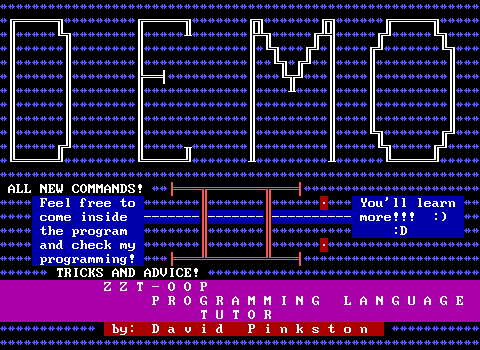 DEMO
ALL NEW COMMANDS!
Feel free to
come inside
the program
and check my
programming!
You'll learn
more!!! :)
:D
TRICKS AND ADVICE!
ZZT-OOP
PROGRAMMING LANGUAGE
TUTOR
by: David Pinkston